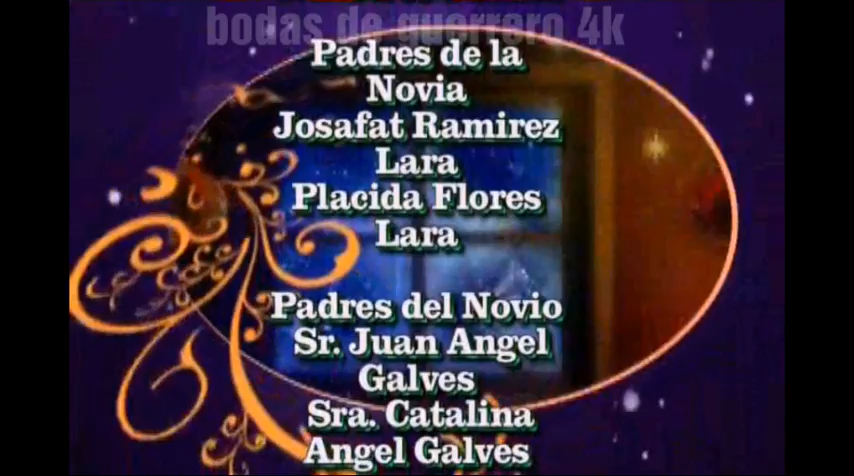 bodas de guerrero 4k
Padres de la
Novia
Josafat Ramirez
Lara
Placida Flores
Lara
Padres del Novio
Sr. Juan Angel
Galves
Sra. Catalina
Angel Galves